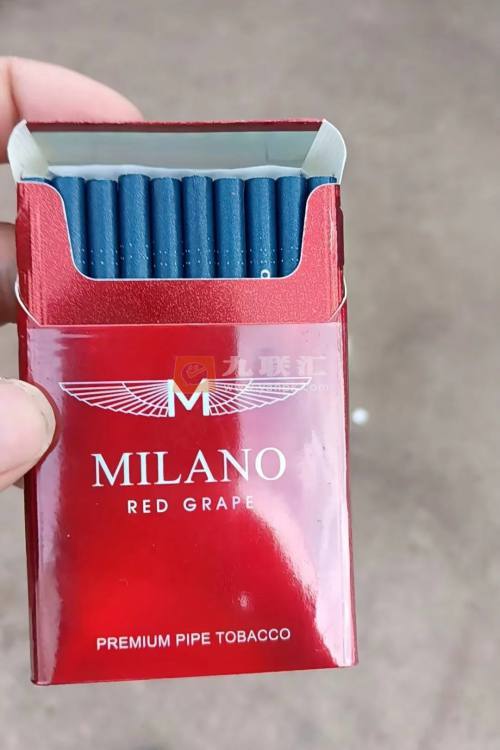 九联汇
M
MILANO
RED GRAPE
PREMIUM PIPE TOBACCO